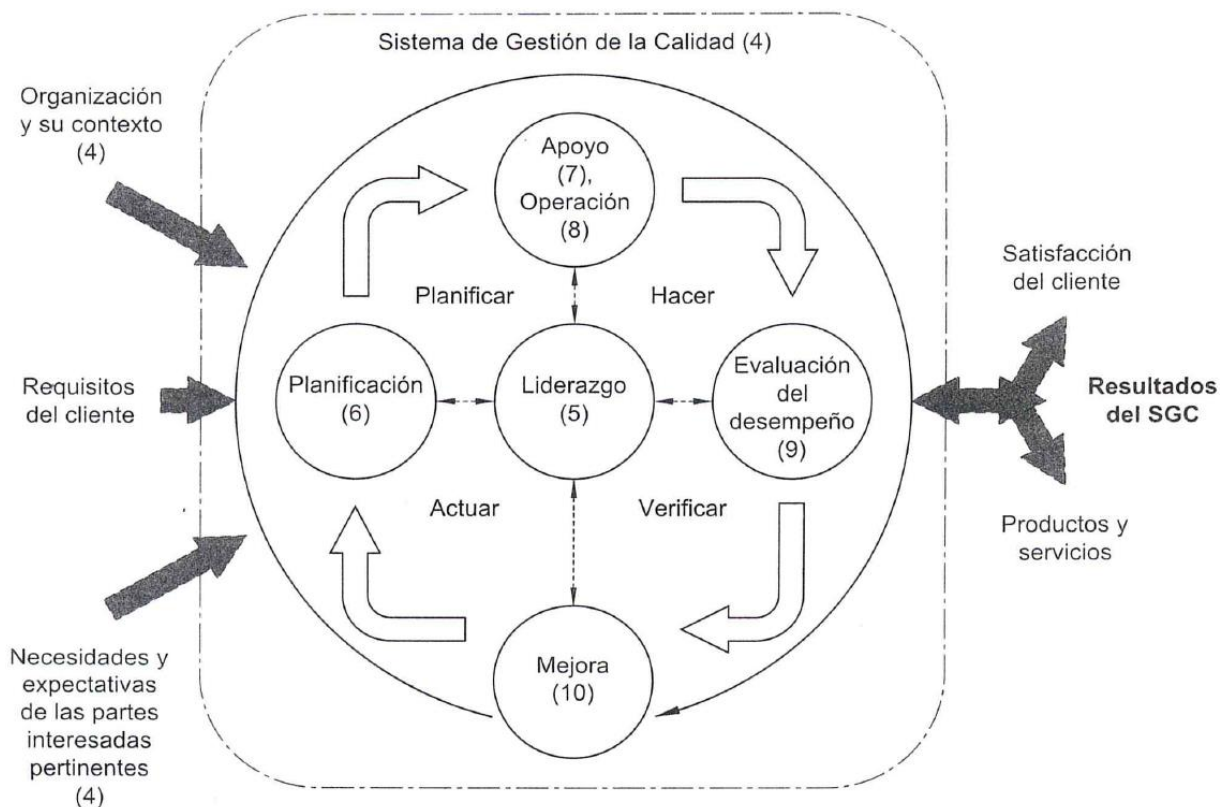 Sistema de Gestión de la Calidad (4)
Organización
y su contexto
(4)
Apoyo
(7),
Operación
(8)
Satisfacción
del cliente
Planificar
Hacer
Requisitos
del cliente
Planificación
(6)
Liderazgo
(5)
Evaluación
del
desempeño
(9)
Resultados
del SGC
Actuar
Verificar
Productos y
servicios
Necesidades y
expectativas
de las partes
interesadas
pertinentes
(4)
Mejora
(10)